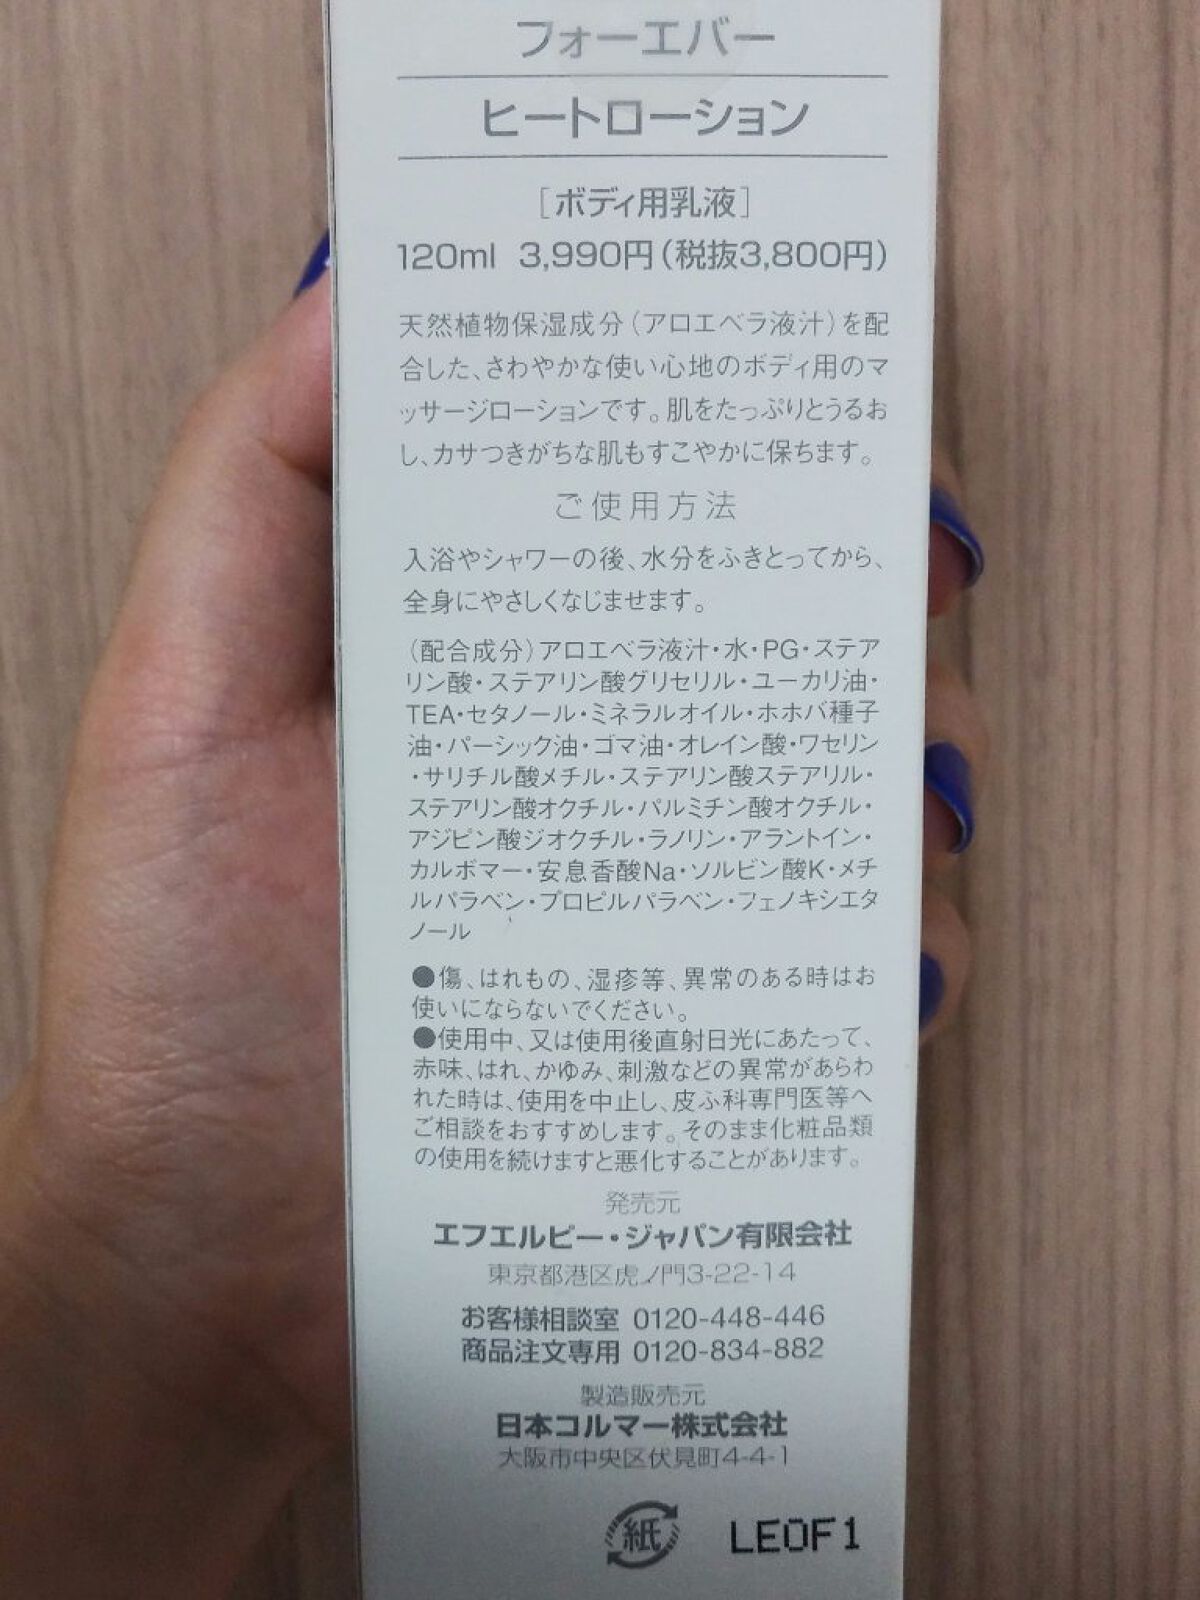 フォーエバー
ヒートローション
［ボディ用乳液］
120ml 3,990円（税抜3,800円）
天然植物保湿成分（アロエベラ液汁）を配
合した、さわやかな使い心地のボディ用のマ
ッサージローションです。肌をたっぷりとうるお
し、カサつきがちな肌もすこやかに保ちます。
ご使用方法
入浴やシャワーの後、水分をふきとってから、
全身にやさしくなじませます。
（配合成分）アロエベラ液汁・水・PG・ステア
リン酸・ステアリン酸グリセリル・ユーカリ油・
TEA・セタノール・ミネラルオイル・ホホバ種子
油・パーシック油・ゴマ油・オレイン酸・ワセリン
・サリチル酸メチル・ステアリン酸ステアリル・
ステアリン酸オクチル・パルミチン酸オクチル・
アジピン酸ジオクチル・ラノリン・アラントイン・
カルボマー・安息香酸Na・ソルビン酸K・メチ
ルパラベン・プロピルパラベン・フェノキシエタ
ノール
●傷、はれもの、湿疹等、異常のある時はお
使いにならないでください。
●使用中、又は使用後直射日光にあたって、
赤味、はれ、かゆみ、刺激などの異常があらわ
れた時は、使用を中止し、皮ふ科専門医等へ
ご相談をおすすめします。そのまま化粧品類
の使用を続けますと悪化することがあります。
発売元
エフエルピー・ジャパン有限会社
東京都港区虎ノ門3-22-14
お客様相談室 0120-448-446
商品注文専用 0120-834-882
製造販売元
日本コルマー株式会社
大阪市中央区伏見町4-4-1
紙 LE0F1